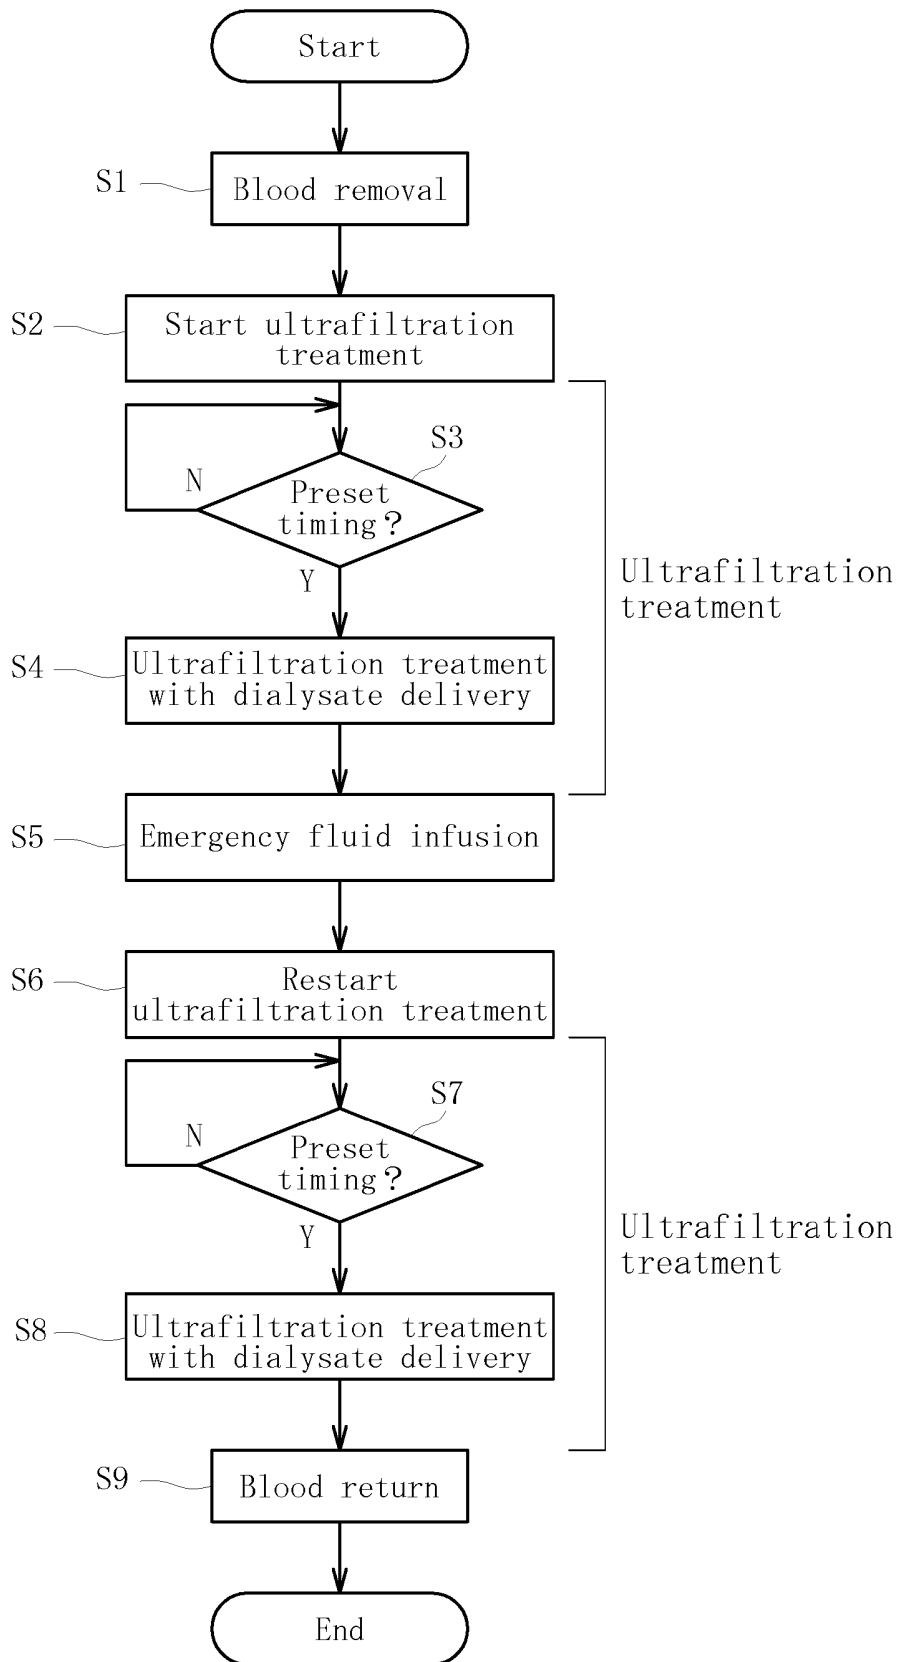 Start
S1
Blood removal
S2
Start ultrafiltration
treatment
S3
N
Preset
timing?
Y
Ultrafiltration
treatment
S4
Ultrafiltration treatment
with dialysate delivery
S5
Emergency fluid infusion
S6
Restart
ultrafiltration treatment
S7
N
Preset
timing?
Y
Ultrafiltration
treatment
S8
Ultrafiltration treatment
with dialysate delivery
S9
Blood return
End